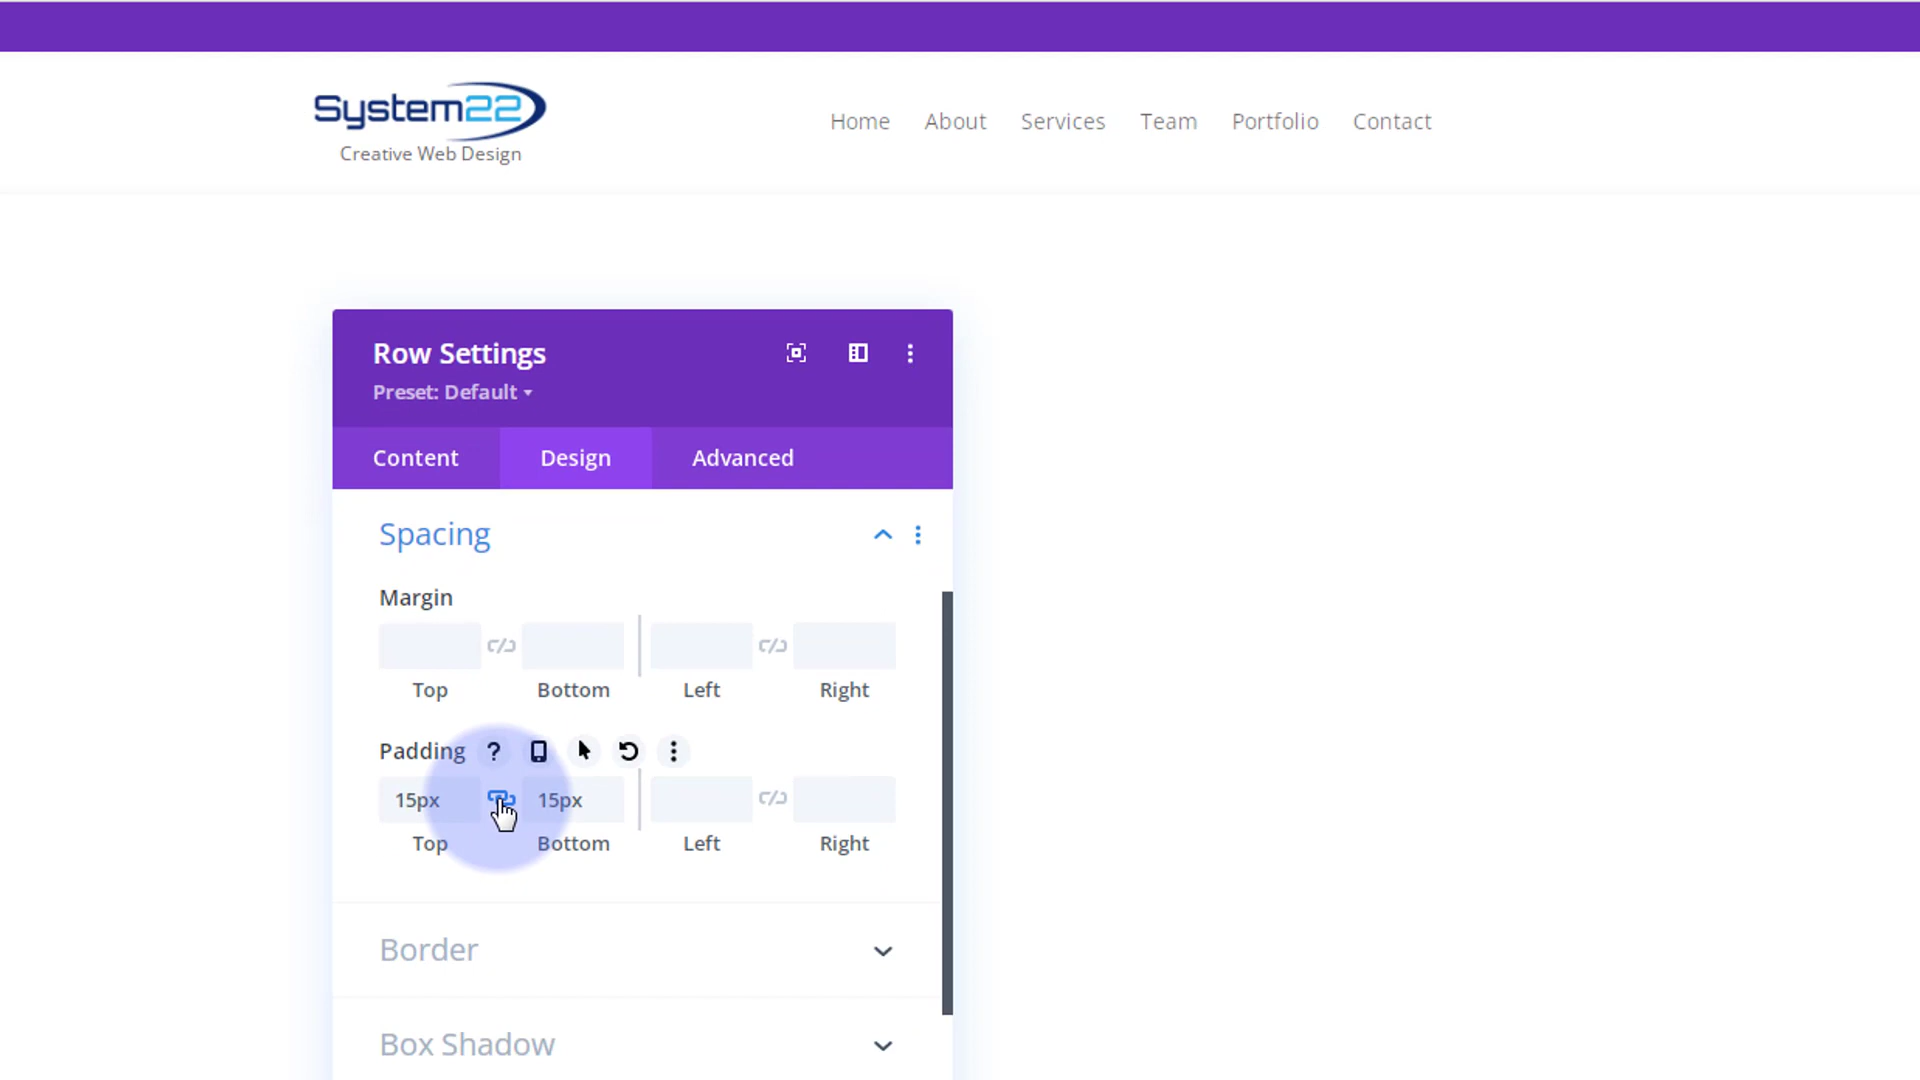 System22
Creative Web Design
Home About Services Team Portfolio Contact
Row Settings
Preset: Default
Content Design Advanced
Spacing
Margin
Top Bottom Left Right
Padding ?
15px 15px
Top Bottom Left Right
Border
Box Shadow